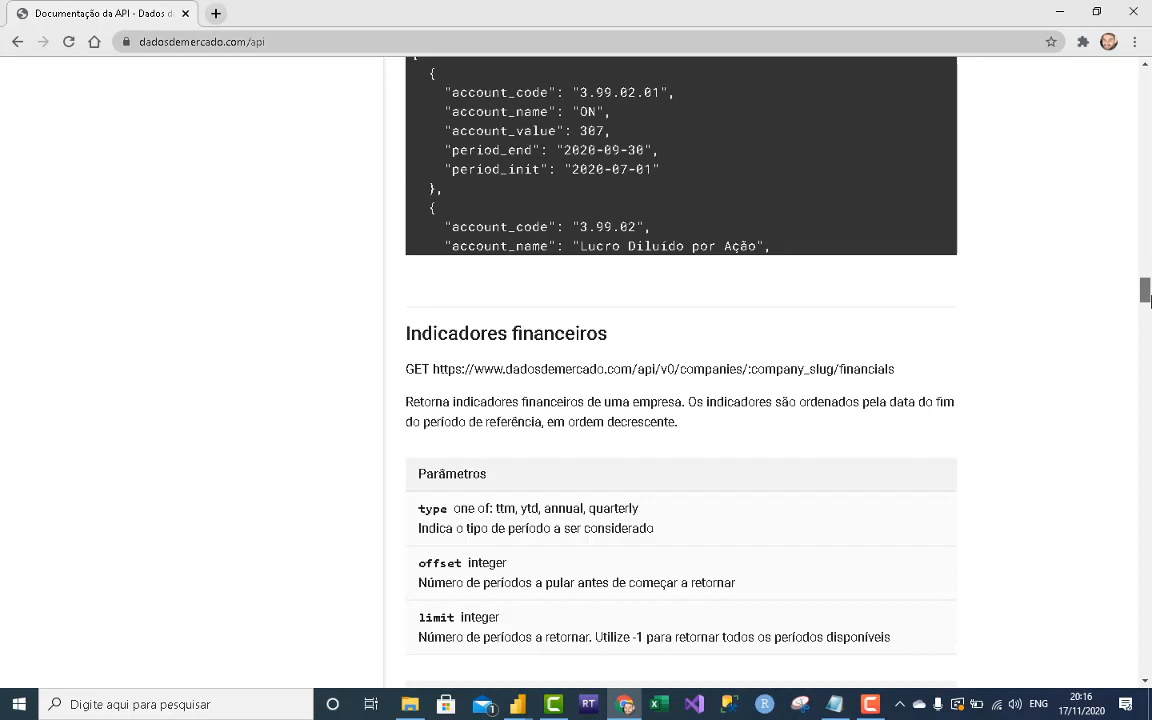 Documentação da API - Dados d
dadosdemercado.com/api
{
"account_code": "3.99.02.01",
"account_name": "ON",
"account_value": 307,
"period_end": "2020-09-30",
"period_init": "2020-07-01"
},
{
"account_code": "3.99.02",
"account_name": "Lucro Diluído por Ação",
Indicadores financeiros
GET https://www.dadosdemercado.com/api/v0/companies/:company_slug/financials
Retorna indicadores financeiros de uma empresa. Os indicadores são ordenados pela data do fim
do período de referência, em ordem decrescente.
Parâmetros
type one of: ttm, ytd, annual, quarterly
Indica o tipo de período a ser considerado
offset integer
Número de períodos a pular antes de começar a retornar
limit integer
Número de períodos a retornar. Utilize -1 para retornar todos os períodos disponíveis
Digite aqui para pesquisar
1
RT
R
ENG
20:16
17/11/2020